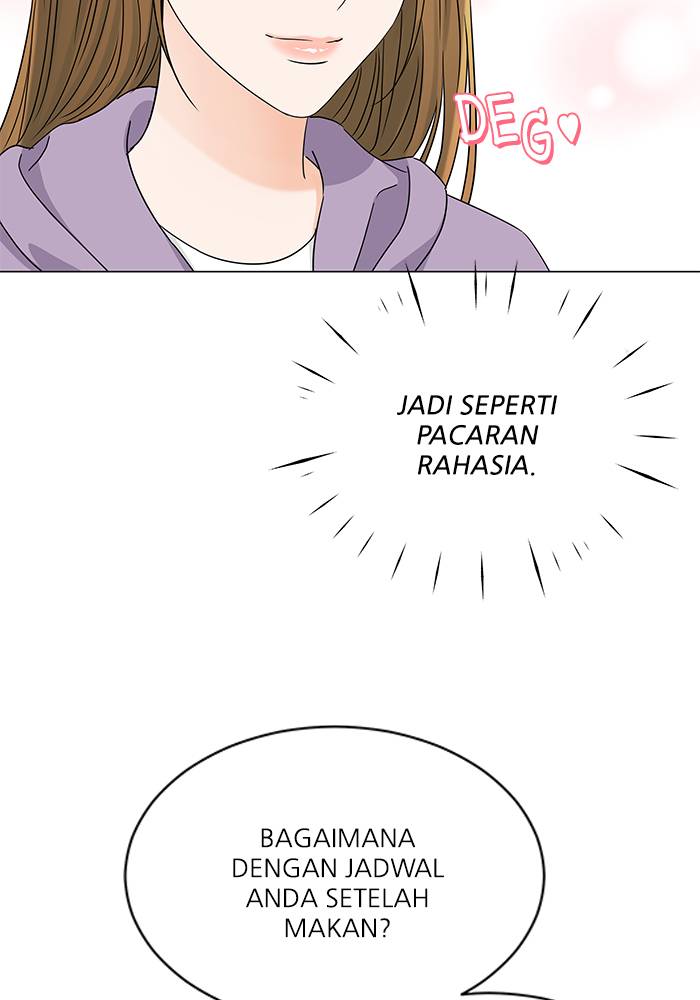 DEG♡
JADI SEPERTI
PACARAN
RAHASIA.
BAGAIMANA
DENGAN JADWAL
ANDA SETELAH
MAKAN?